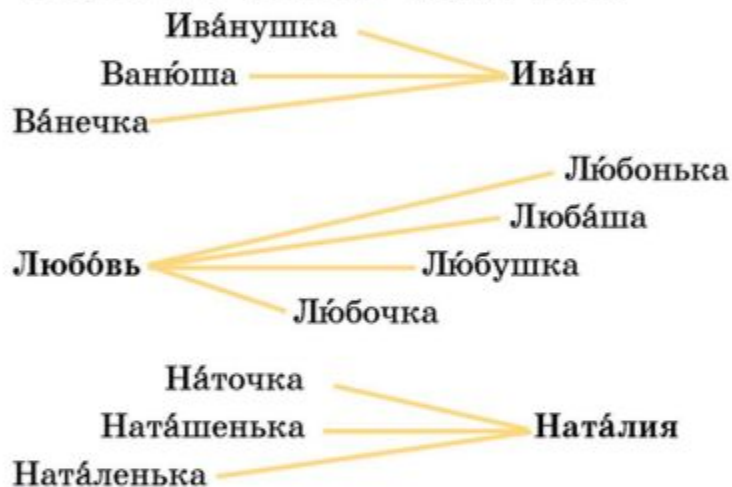 Ива́нушка
Ваню́ша Ива́н
Ва́нечка
Лю́бонька
Люба́ша
Любо́вь Лю́бушка
Лю́бочка
На́точка
Ната́шенька Ната́лия
Ната́ленька